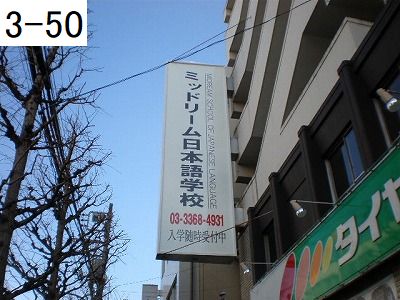 3-50
ミッドリーム日本語学校
MIDREAM SCHOOL OF JAPANESE LANGUAGE
03-3368-4931
入学随時受付中
タイヤ